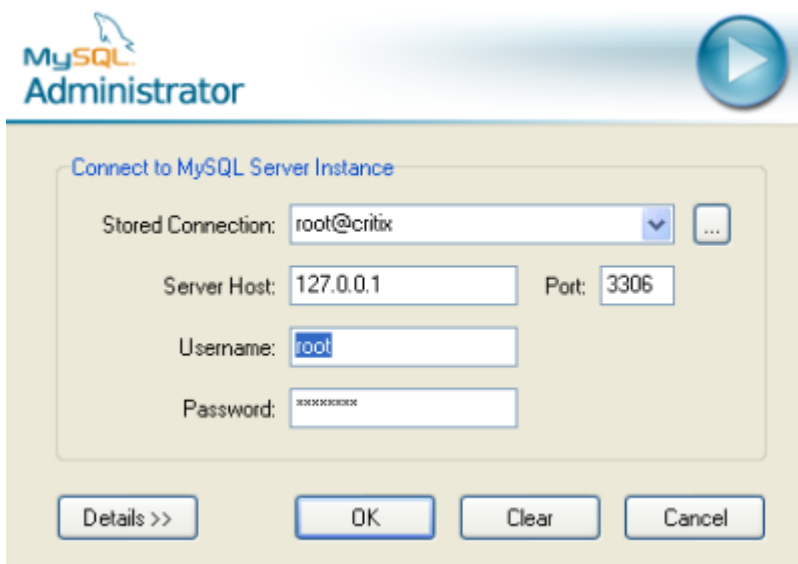 MySQL
Administrator
Connect to MySQL Server Instance
Stored Connection: root@critix ...
Server Host: 127.0.0.1 Port: 3306
Username: root
Password: ********
Details >> OK Clear Cancel